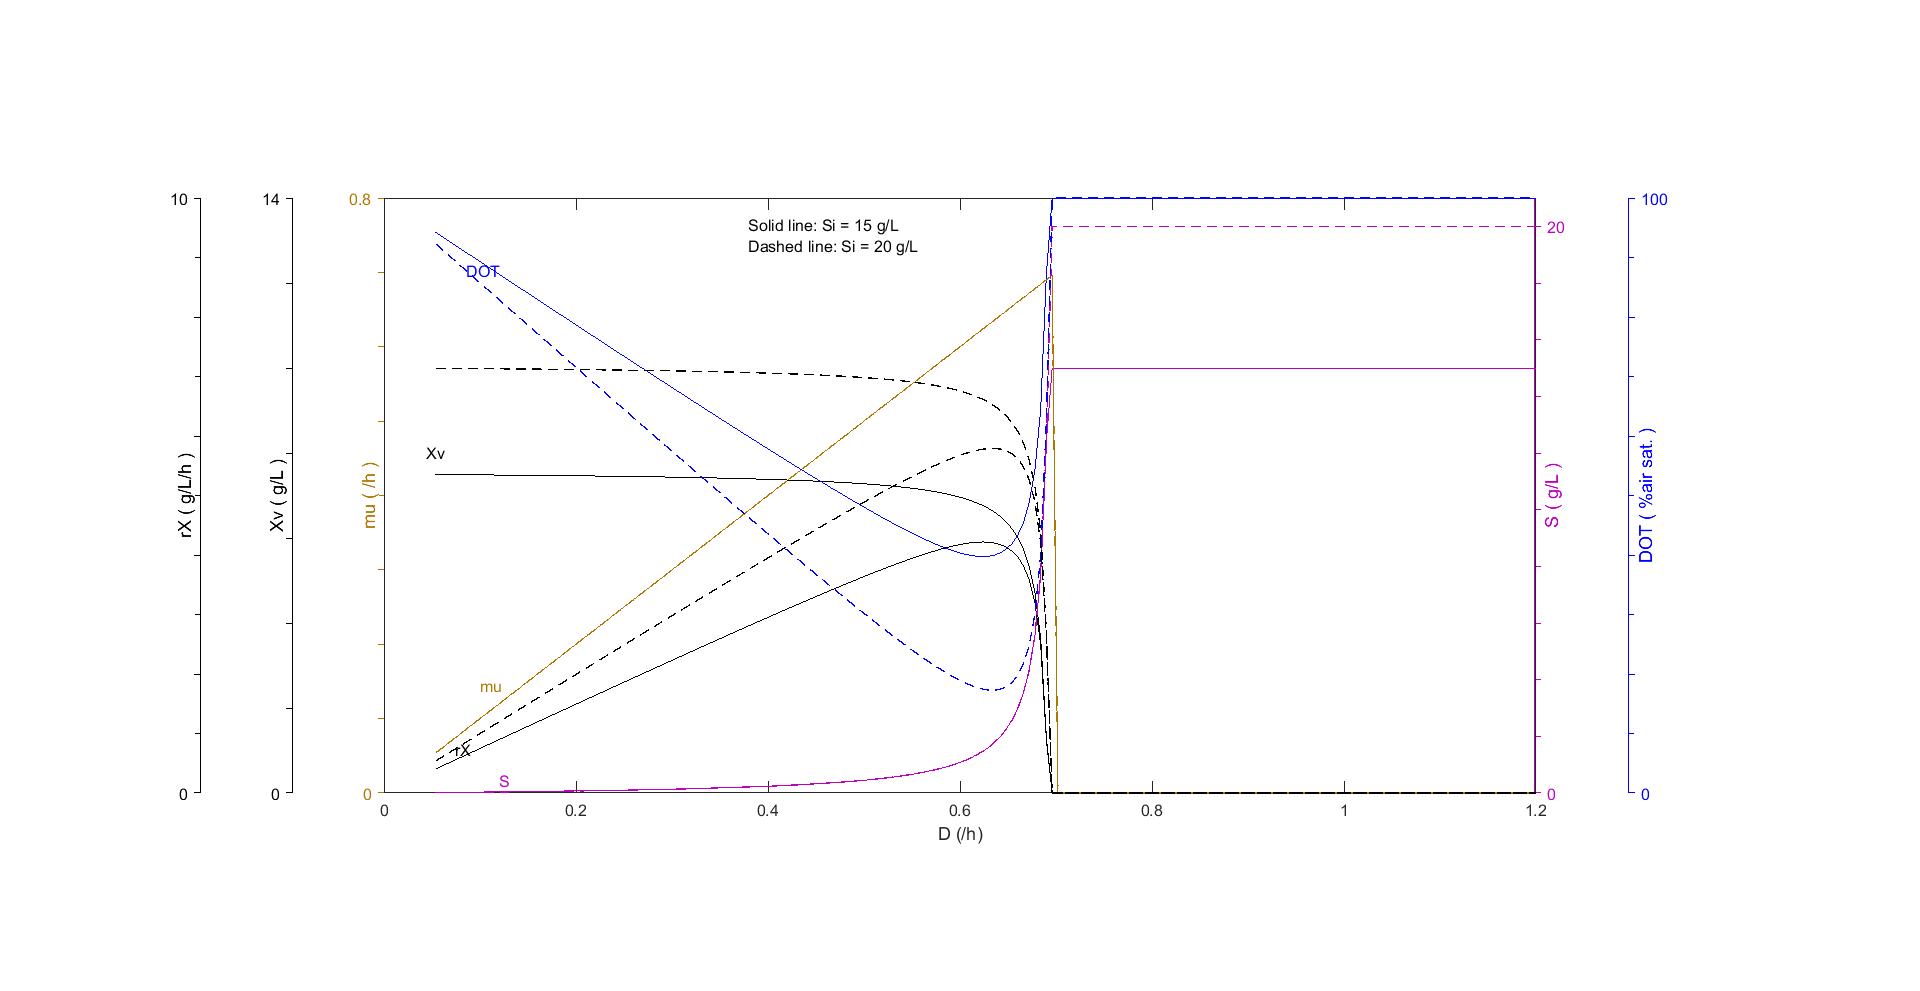 10
14
0.8
100
Solid line: Si = 15 g/L
Dashed line: Si = 20 g/L
20
DOT
Xv
rX ( g/L/h )
Xv ( g/L )
mu ( /h )
S ( g/L )
DOT ( %air sat. )
mu
rX
S
0
0
0
0
0
0
0.2
0.4
0.6
0.8
1
1.2
D (/h)